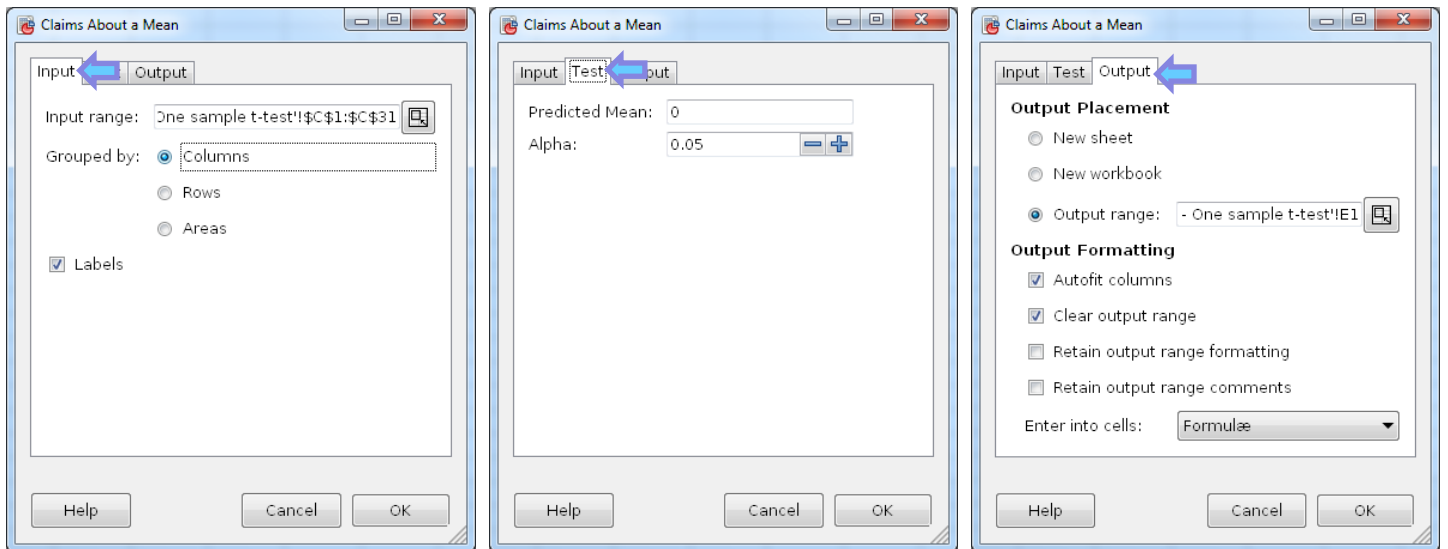 Claims About a Mean
Input Output
Input range: One sample t-test'!$C$1:$C$31
Grouped by: Columns
Rows
Areas
Labels
Help Cancel OK
Claims About a Mean
Input Test
Predicted Mean: 0
Alpha: 0.05
Help Cancel OK
Claims About a Mean
Input Test Output
Output Placement
New sheet
New workbook
Output range: - One sample t-test'!E1
Output Formatting
Autofit columns
Clear output range
Retain output range formatting
Retain output range comments
Enter into cells: Formulæ
Help Cancel OK